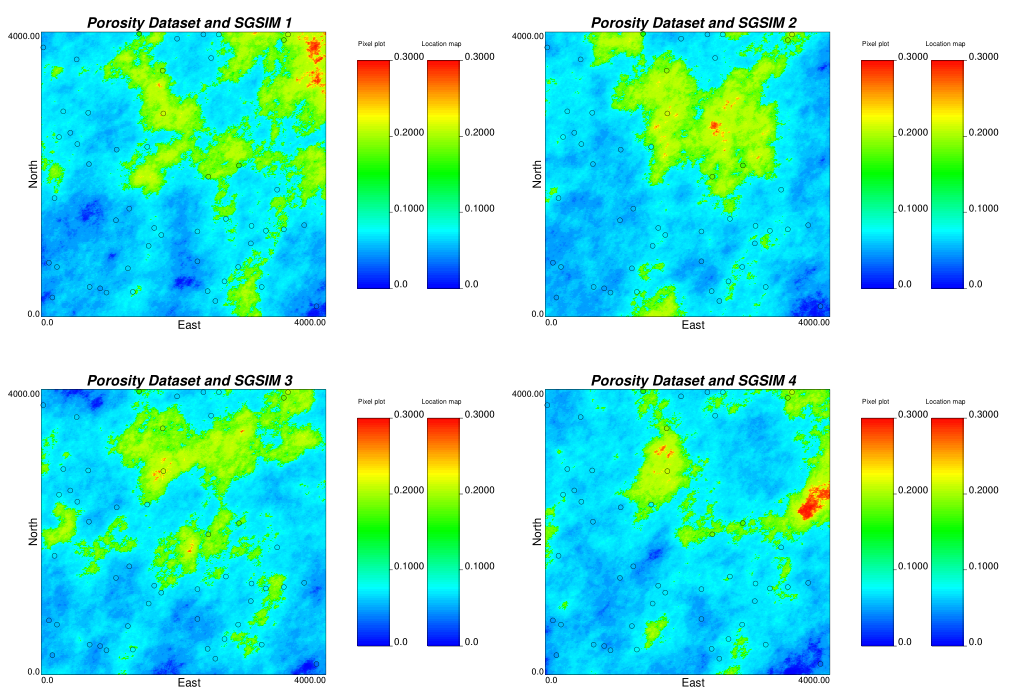 Porosity Dataset and SGSIM 1
4000.00
North
0.0
0.0
East
4000.00
Pixel plot
Location map
0.3000
0.3000
0.2000
0.2000
0.1000
0.1000
0.0
0.0
Porosity Dataset and SGSIM 2
4000.00
North
0.0
0.0
East
4000.00
Pixel plot
Location map
0.3000
0.3000
0.2000
0.2000
0.1000
0.1000
0.0
0.0
Porosity Dataset and SGSIM 3
4000.00
North
0.0
0.0
East
4000.00
Pixel plot
Location map
0.3000
0.3000
0.2000
0.2000
0.1000
0.1000
0.0
0.0
Porosity Dataset and SGSIM 4
4000.00
North
0.0
0.0
East
4000.00
Pixel plot
Location map
0.3000
0.3000
0.2000
0.2000
0.1000
0.1000
0.0
0.0